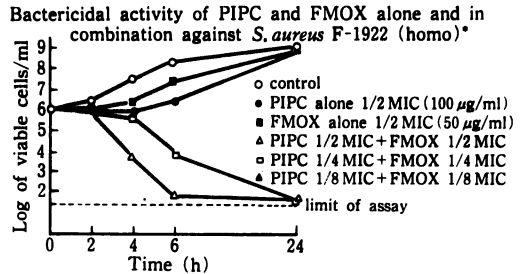 Bactericidal activity of PIPC and FMOX alone and in
combination against S. aureus F-1922 (homo)*
Log of viable cells/ml
9
8
7
6
5
4
3
2
○ control
● PIPC alone 1/2 MIC (100 μg/ml)
■ FMOX alone 1/2 MIC (50 μg/ml)
△ PIPC 1/2 MIC + FMOX 1/2 MIC
□ PIPC 1/4 MIC + FMOX 1/4 MIC
▲ PIPC 1/8 MIC + FMOX 1/8 MIC
limit of assay
0 2 4 6 24
Time (h)